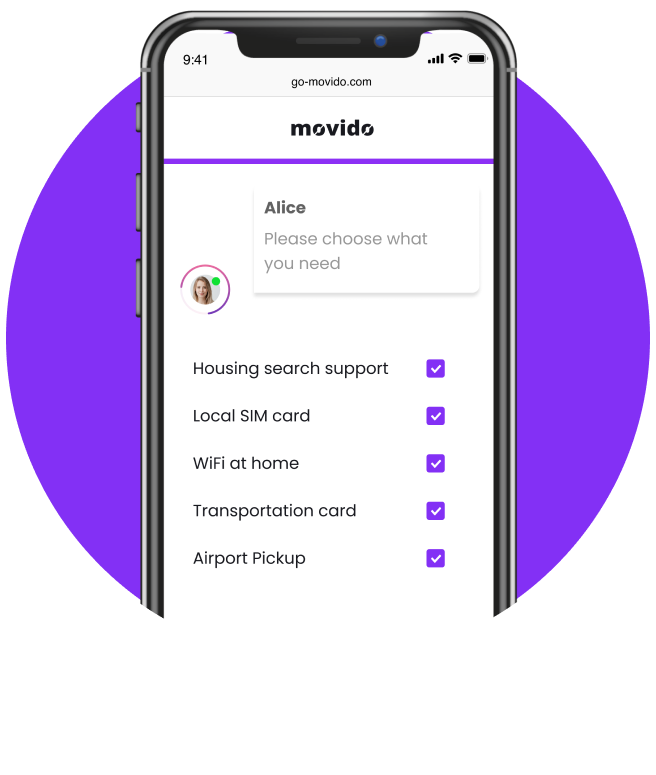 9:41
go-movido.com
movido
Alice
Please choose what
you need
Housing search support
Local SIM card
WiFi at home
Transportation card
Airport Pickup